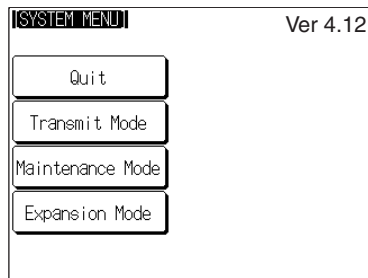 [SYSTEM MENU]
Ver 4.12
Quit
Transmit Mode
Maintenance Mode
Expansion Mode